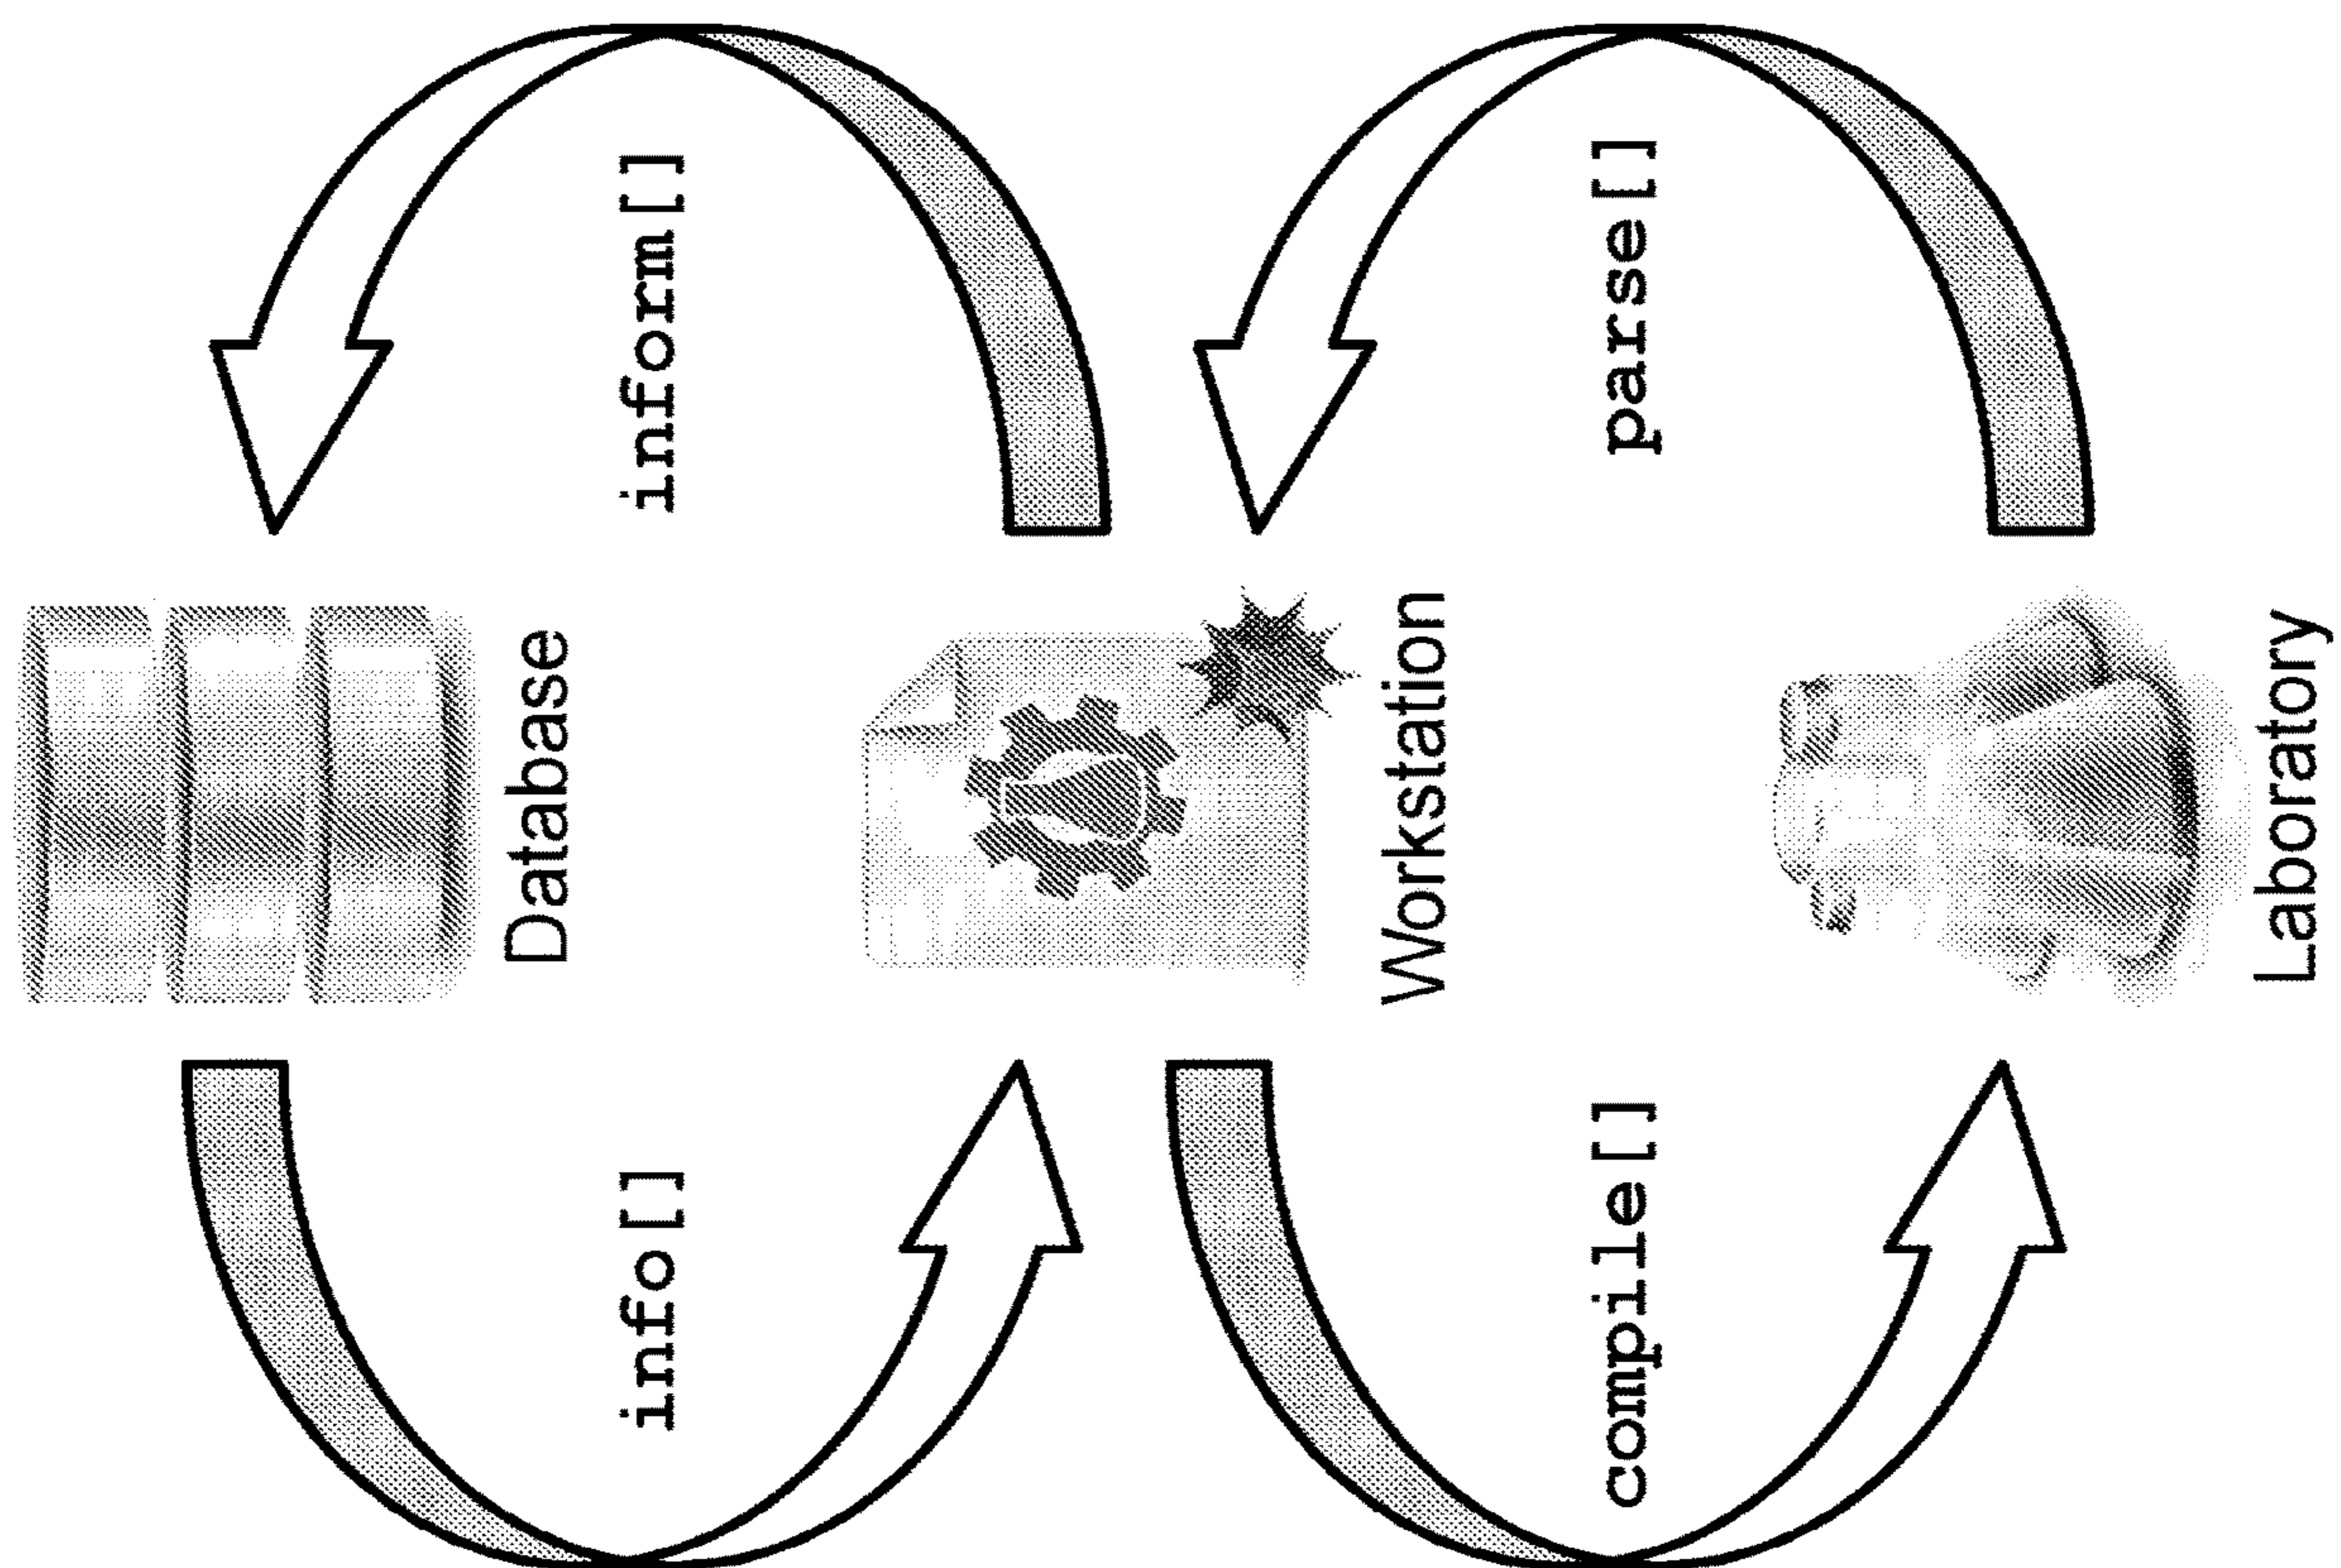 info[]
inform[]
Database
Workstation
compile[]
parse[]
Laboratory